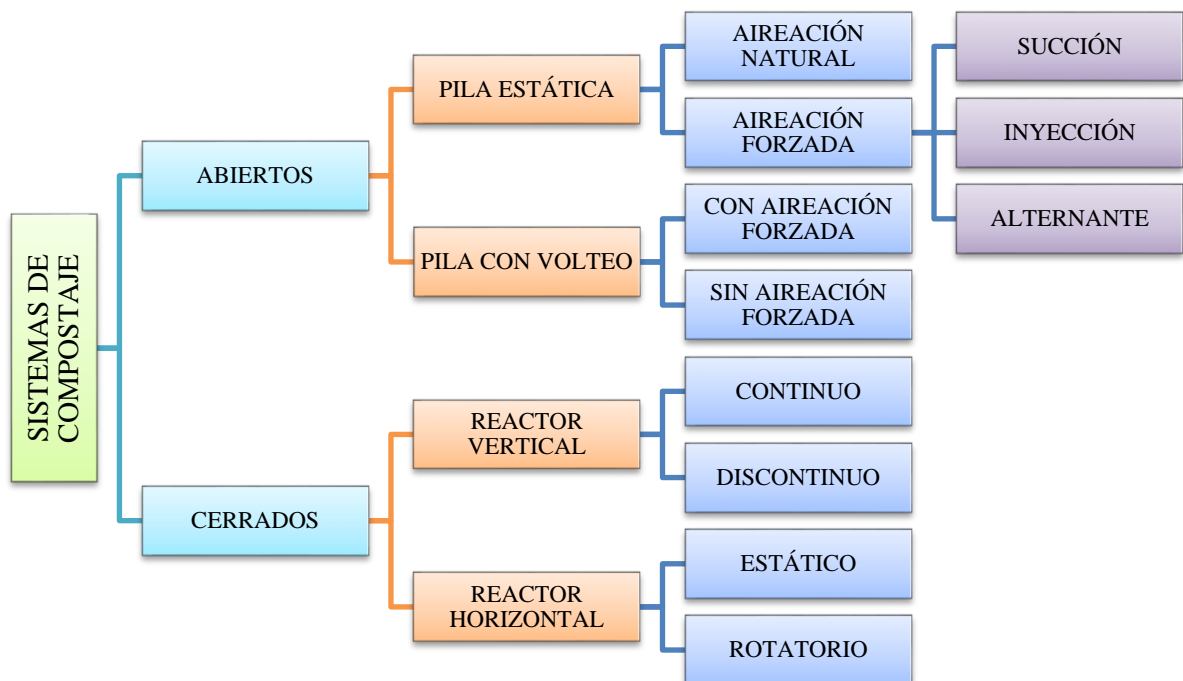 SISTEMAS DE
COMPOSTAJE
ABIERTOS
PILA ESTÁTICA
AIREACIÓN
NATURAL
AIREACIÓN
FORZADA
SUCCIÓN
INYECCIÓN
ALTERNANTE
PILA CON VOLTEO
CON AIREACIÓN
FORZADA
SIN AIREACIÓN
FORZADA
CERRADOS
REACTOR
VERTICAL
CONTINUO
DISCONTINUO
REACTOR
HORIZONTAL
ESTÁTICO
ROTATORIO